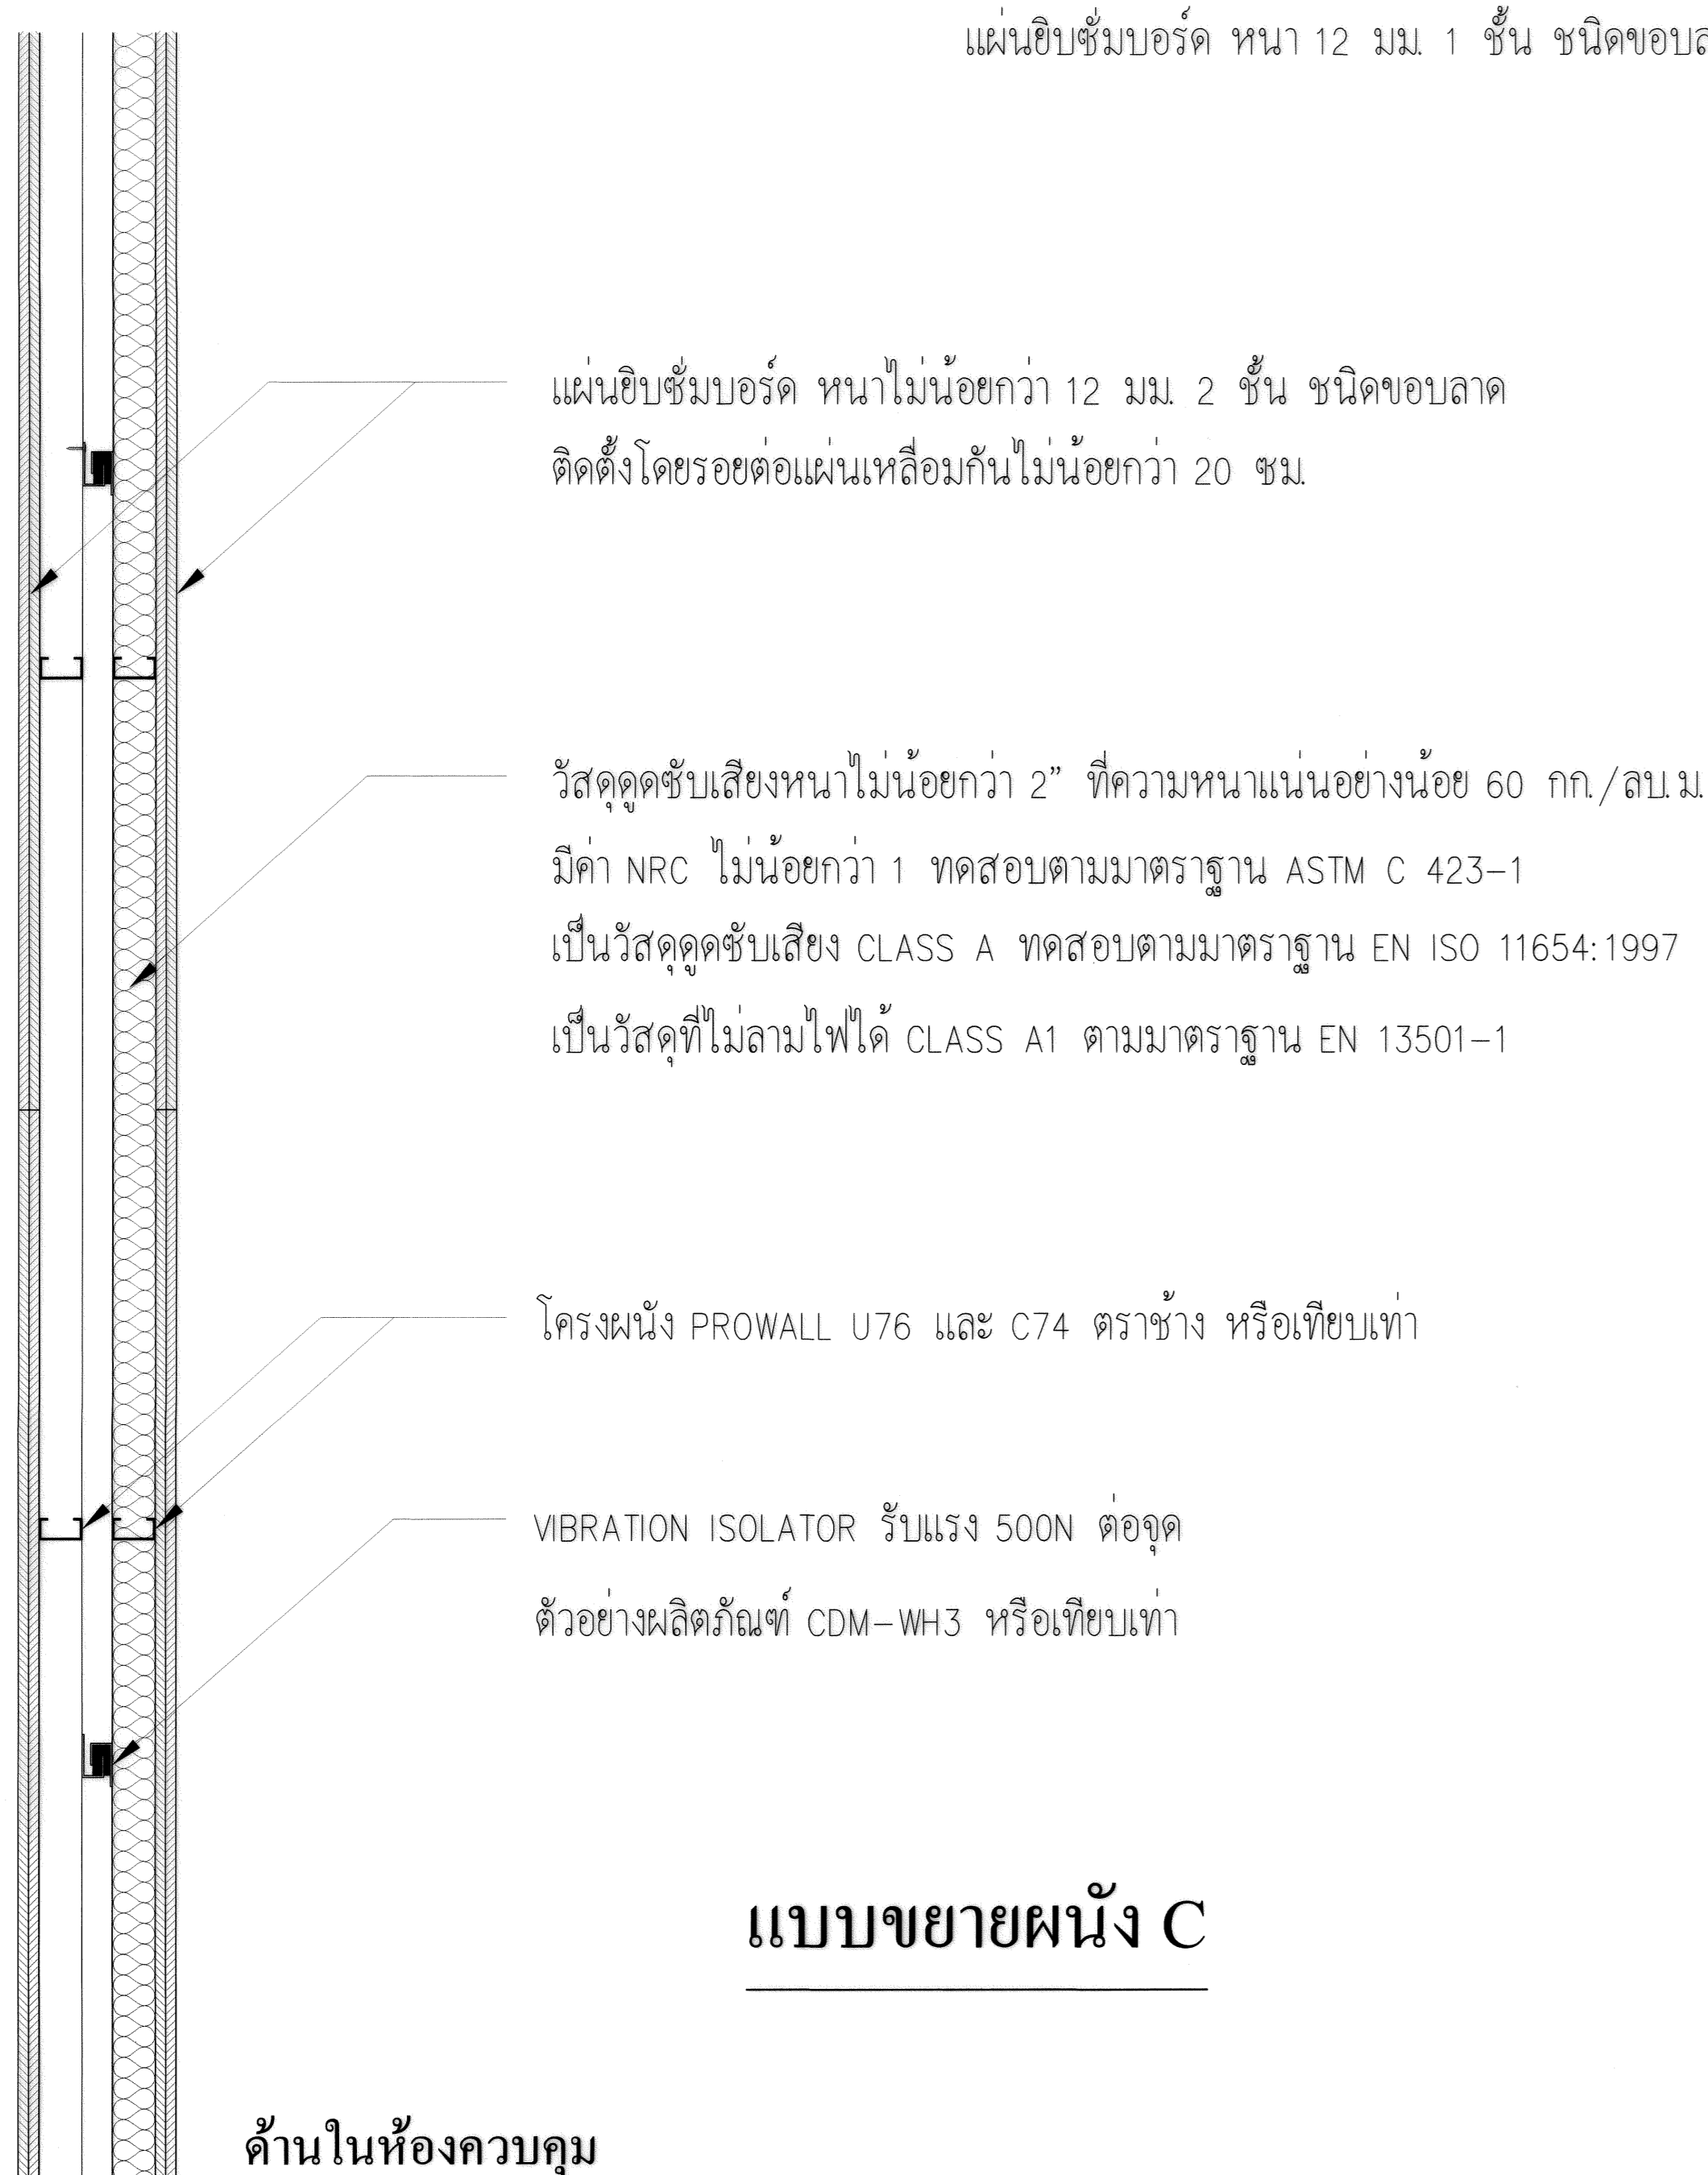 แผ่นยิบซั่มบอร์ด หนา 12 มม. 1 ชั้น
แผ่นยิบซั่มบอร์ด หนาไม่น้อยกว่า 12 มม. 2 ชั้น ชนิดขอบลาด
ติดตั้งโดยรอยต่อแผ่นเหลื่อมกันไม่น้อยกว่า 20 ซม.
วัสดุดูดซับเสียงหนาไม่น้อยกว่า 2" ที่ความหนาแน่นอย่างน้อย 60 กก./ลบ.ม.
มีค่า NRC ไม่น้อยกว่า 1 ทดสอบตามมาตราฐาน ASTM C 423-1
เป็นวัสดุดูดซับเสียง CLASS A ทดสอบตามมาตราฐาน EN ISO 11654:1997
เป็นวัสดุที่ไม่ลามไฟได้ CLASS A1 ตามมาตราฐาน EN 13501-1
โครงผนัง PROWALL U76 และ C74 ตราช้าง หรือเทียบเท่า
VIBRATION ISOLATOR รับแรง 500N ต่อจุด
ตัวอย่างผลิตภัณฑ์ CDM-WH3 หรือเทียบเท่า
แบบขยายผนัง C
ด้านในห้องควบคุม